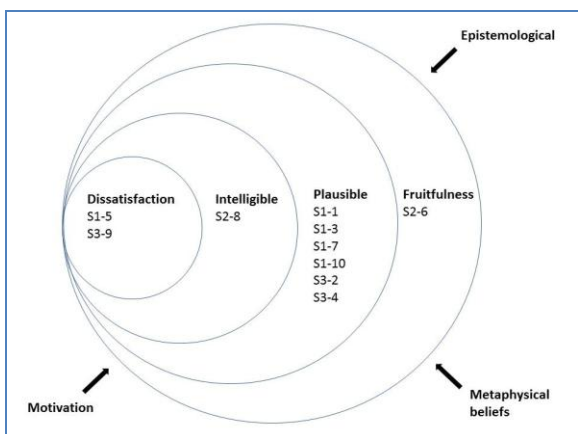 Epistemological
Dissatisfaction
S1-5
S3-9
Intelligible
S2-8
Plausible
S1-1
S1-3
S1-7
S1-10
S3-2
S3-4
Fruitfulness
S2-6
Motivation
Metaphysical
beliefs